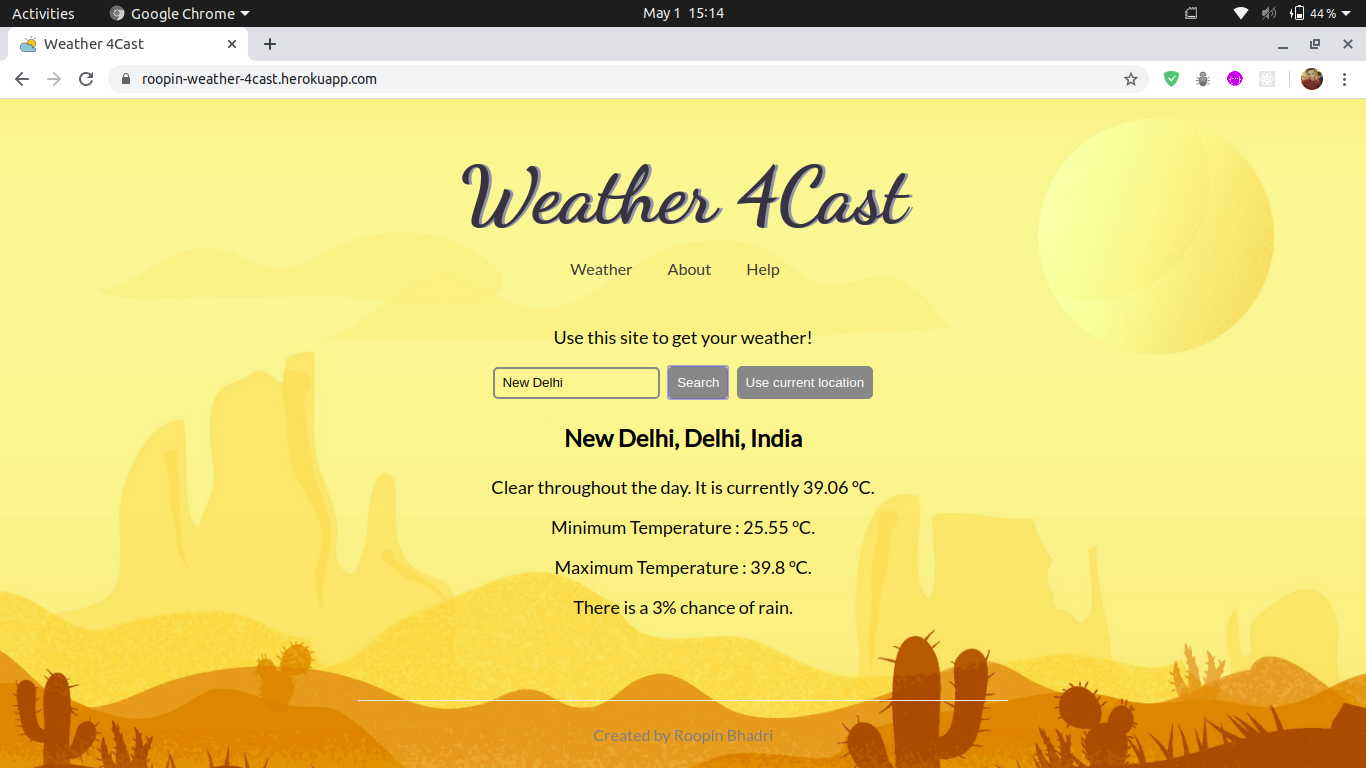 Activities Google Chrome May 1 15:14 44 %
Weather 4Cast
roopin-weather-4cast.herokuapp.com
Weather 4Cast
Weather About Help
Use this site to get your weather!
New Delhi Search Use current location
New Delhi, Delhi, India
Clear throughout the day. It is currently 39.06 °C.
Minimum Temperature : 25.55 °C.
Maximum Temperature : 39.8 °C.
There is a 3% chance of rain.
Created by Roopin Bhadri